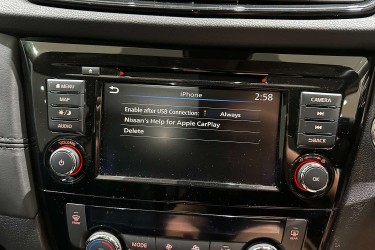 MENU
MAP
AUDIO
VOLUME
iPhone
2:58
Enable after USB Connection: Always
Nissan's Help for Apple CarPlay
Delete
CAMERA
BACK
OK
MODE